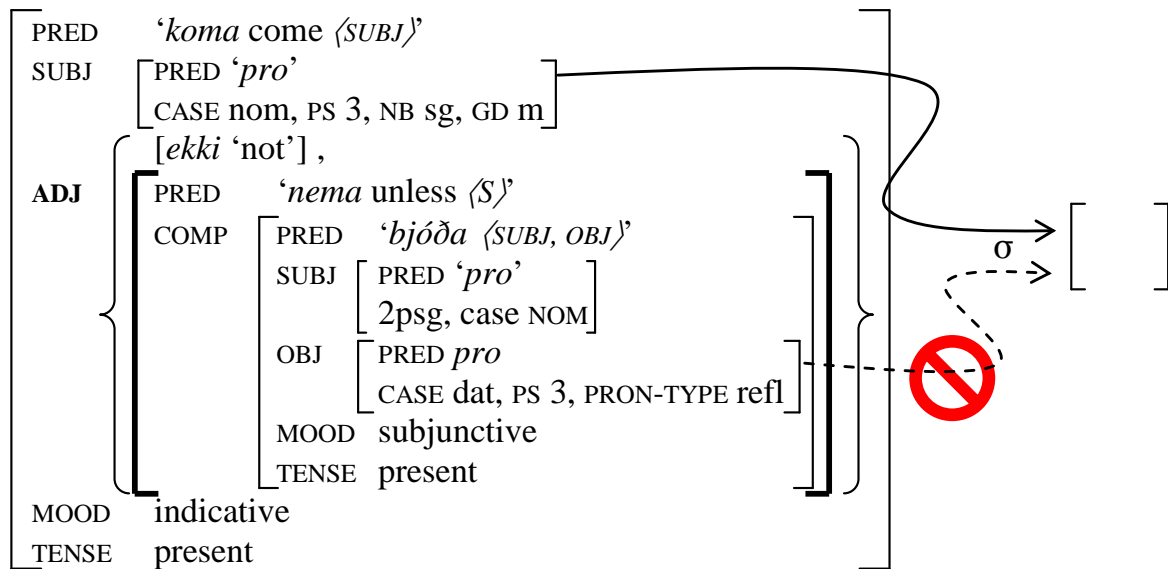 PRED ‘koma come ⟨SUBJ⟩’
SUBJ PRED ‘pro’
CASE nom, PS 3, NB sg, GD m
[ekki ‘not’] ,
ADJ PRED ‘nema unless ⟨S⟩’
COMP PRED ‘bjóða ⟨SUBJ, OBJ⟩’
σ
SUBJ PRED ‘pro’
2psg, case NOM
OBJ PRED pro
CASE dat, PS 3, PRON-TYPE refl
MOOD subjunctive
TENSE present
MOOD indicative
TENSE present